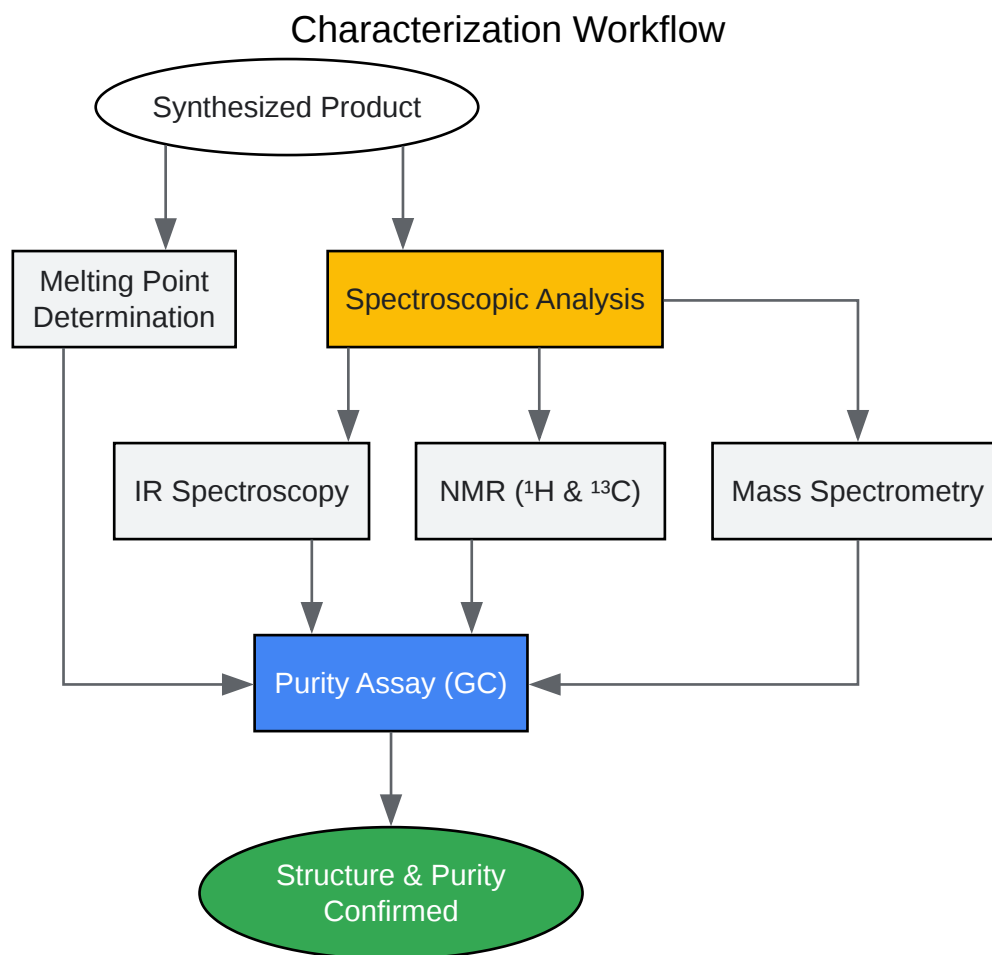 Characterization Workflow
Synthesized Product
Melting Point
Determination
Spectroscopic Analysis
IR Spectroscopy
NMR (¹H & ¹³C)
Mass Spectrometry
Purity Assay (GC)
Structure & Purity
Confirmed